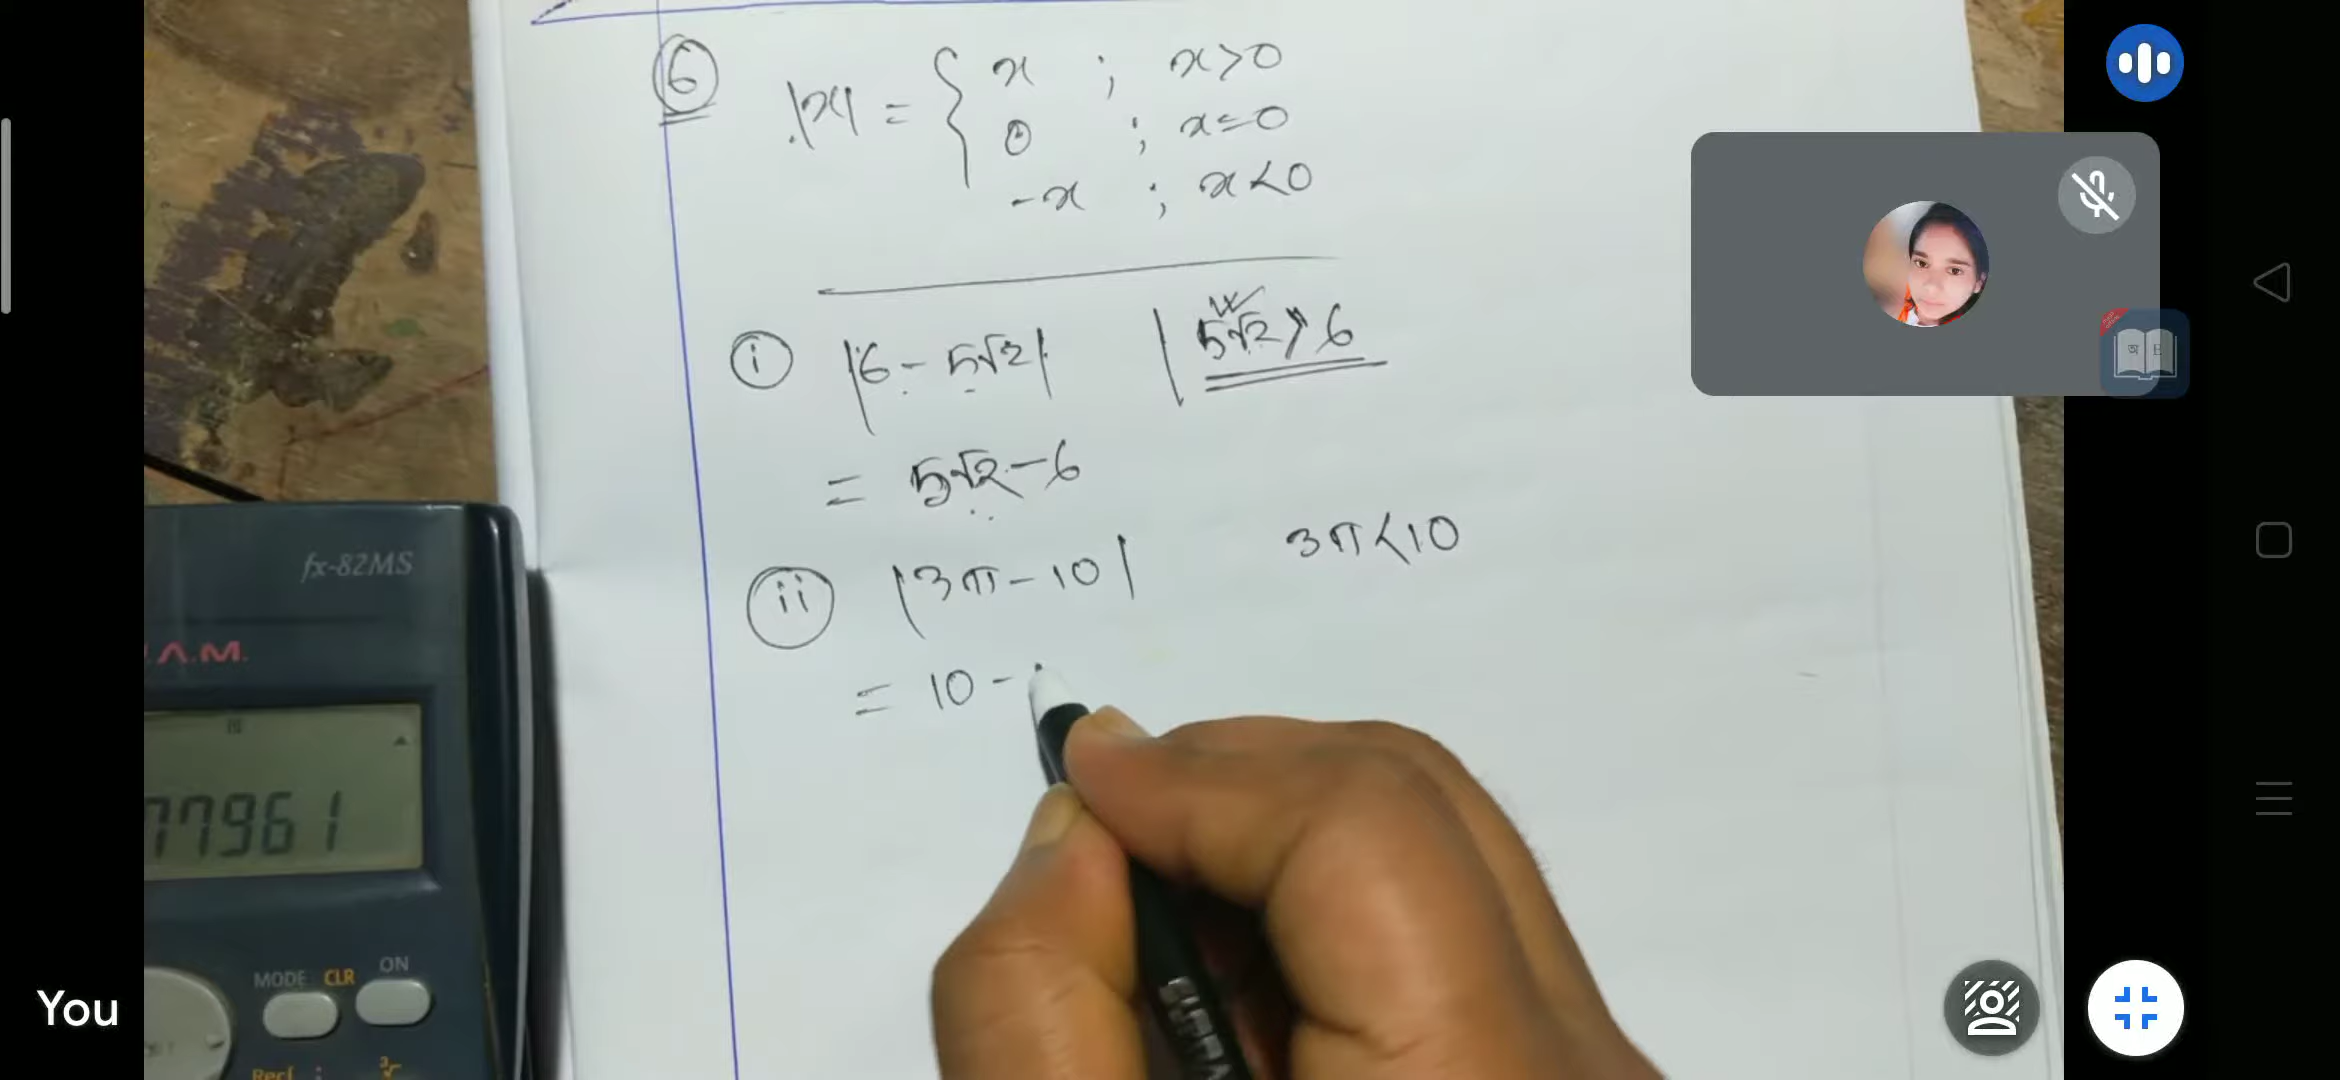 6
|x| = { x ; x>0
0 ; x=0
-x ; x<0
i |6 - 5√2| | 5√2 > 6
= 5√2 - 6
ii |3π - 10| 3π < 10
= 10 -
fx-82MS
.A.M.
77961
MODE CLR ON
You